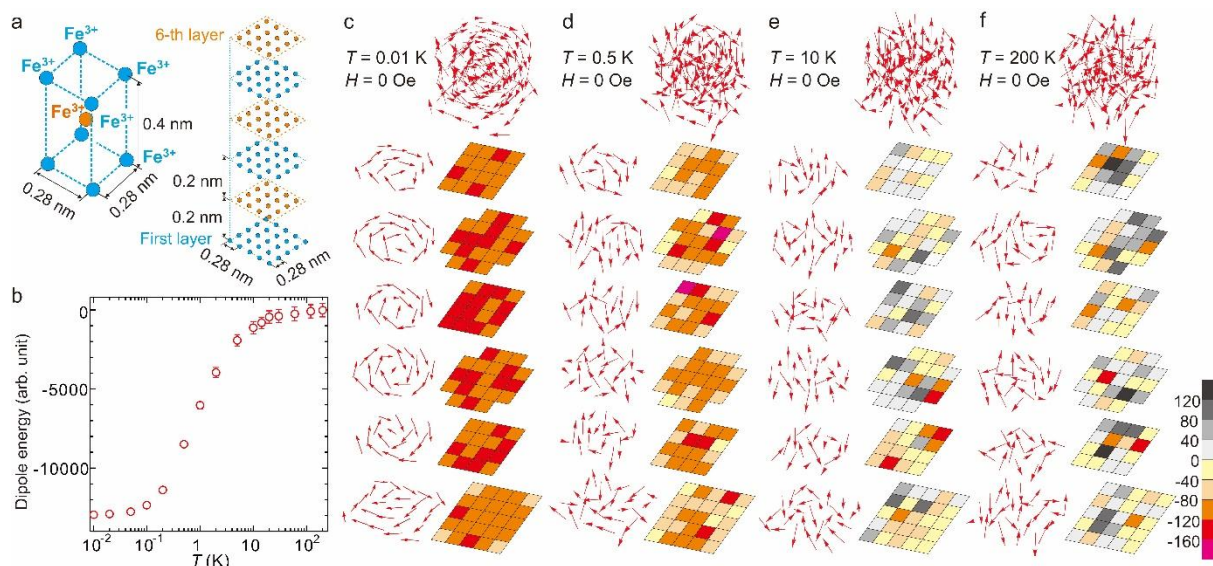 a
Fe3+
6-th layer
Fe3+
Fe3+
Fe3+
Fe3+
0.4 nm
Fe3+
0.2 nm
0.2 nm
0.28 nm
0.28 nm
First layer
0.28 nm
0.28 nm
b
Dipole energy (arb. unit)
0
-5000
-10000
10-2
10-1
1
10
102
T (K)
c
T = 0.01 K
H = 0 Oe
d
T = 0.5 K
H = 0 Oe
e
T = 10 K
H = 0 Oe
f
T = 200 K
H = 0 Oe
120
80
40
0
-40
-80
-120
-160